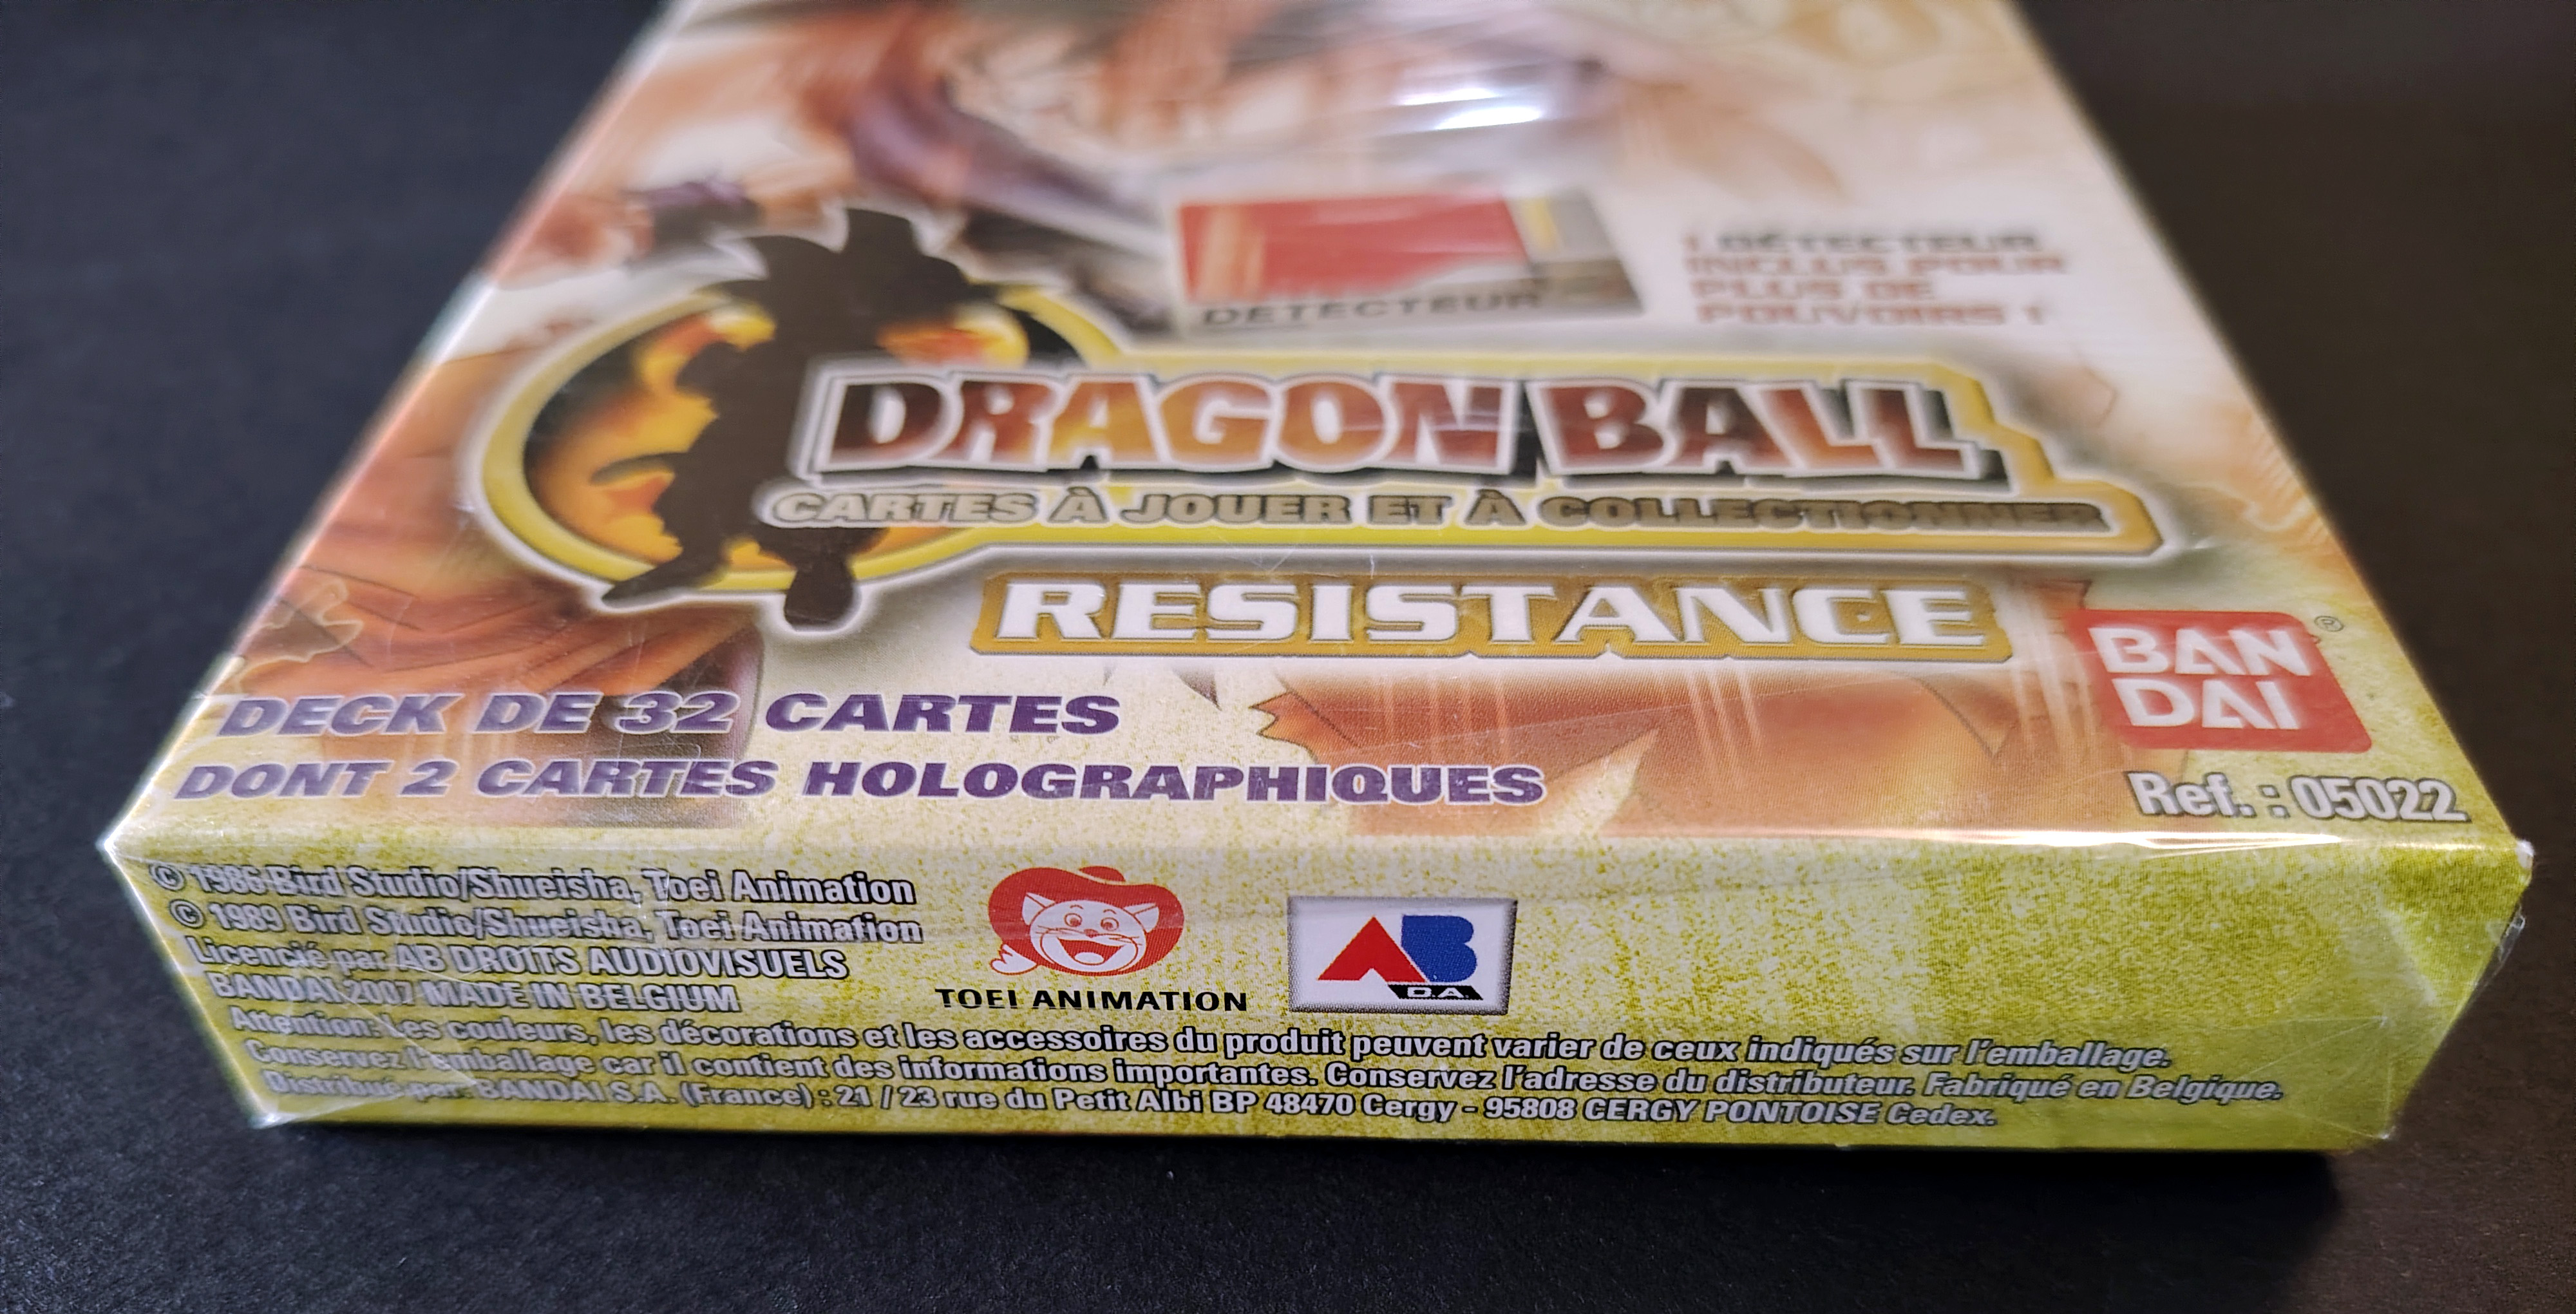 DÉTECTEUR
1 DÉTECTEUR
INCLUS POUR
PLUS DE
POUVOIRS !
DRAGON BALL
CARTES À JOUER ET À COLLECTIONNER
RESISTANCE
BAN
DAI
®
DECK DE 32 CARTES
DONT 2 CARTES HOLOGRAPHIQUES
Ref. : 05022
© 1986 Bird Studio/Shueisha, Toei Animation
© 1989 Bird Studio/Shueisha, Toei Animation
Licencié par AB DROITS AUDIOVISUELS
BANDAI 2007 MADE IN BELGIUM
TOEI ANIMATION
AB
D.A.
Attention: Les couleurs, les décorations et les accessoires du produit peuvent varier de ceux indiqués sur l'emballage.
Conservez l'emballage car il contient des informations importantes. Conservez l'adresse du distributeur. Fabriqué en Belgique.
Distribué par: BANDAI S.A. (France) : 21 / 23 rue du Petit Albi BP 48470 Cergy - 95808 CERGY PONTOISE Cedex.